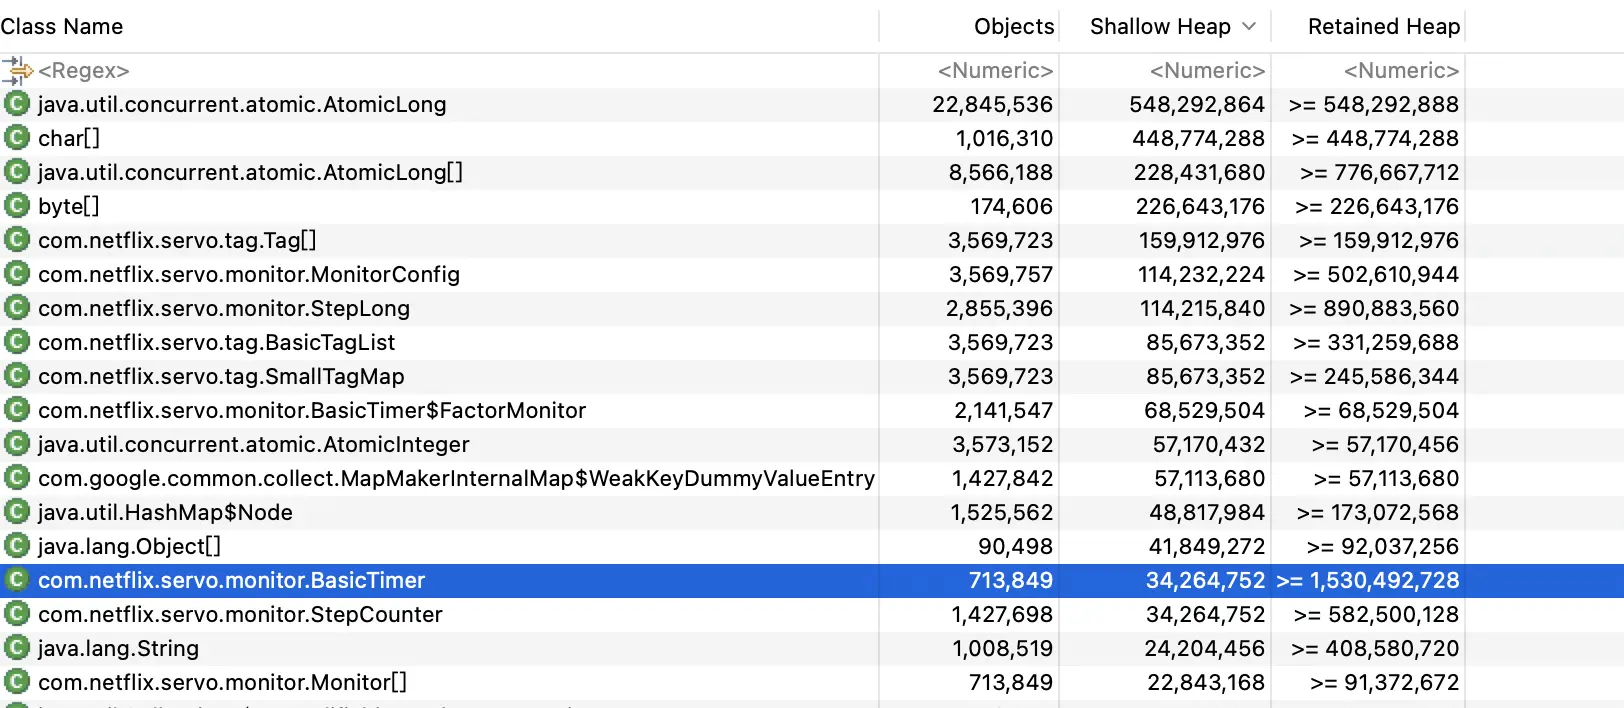 Class Name Objects Shallow Heap Retained Heap
<Regex> <Numeric> <Numeric> <Numeric>
C java.util.concurrent.atomic.AtomicLong 22,845,536 548,292,864 >= 548,292,888
C char[] 1,016,310 448,774,288 >= 448,774,288
C java.util.concurrent.atomic.AtomicLong[] 8,566,188 228,431,680 >= 776,667,712
C byte[] 174,606 226,643,176 >= 226,643,176
C com.netflix.servo.tag.Tag[] 3,569,723 159,912,976 >= 159,912,976
C com.netflix.servo.monitor.MonitorConfig 3,569,757 114,232,224 >= 502,610,944
C com.netflix.servo.monitor.StepLong 2,855,396 114,215,840 >= 890,883,560
C com.netflix.servo.tag.BasicTagList 3,569,723 85,673,352 >= 331,259,688
C com.netflix.servo.tag.SmallTagMap 3,569,723 85,673,352 >= 245,586,344
C com.netflix.servo.monitor.BasicTimer$FactorMonitor 2,141,547 68,529,504 >= 68,529,504
C java.util.concurrent.atomic.AtomicInteger 3,573,152 57,170,432 >= 57,170,456
C com.google.common.collect.MapMakerInternalMap$WeakKeyDummyValueEntry 1,427,842 57,113,680 >= 57,113,680
C java.util.HashMap$Node 1,525,562 48,817,984 >= 173,072,568
C java.lang.Object[] 90,498 41,849,272 >= 92,037,256
C com.netflix.servo.monitor.BasicTimer 713,849 34,264,752 >= 1,530,492,728
C com.netflix.servo.monitor.StepCounter 1,427,698 34,264,752 >= 582,500,128
C java.lang.String 1,008,519 24,204,456 >= 408,580,720
C com.netflix.servo.monitor.Monitor[] 713,849 22,843,168 >= 91,372,672